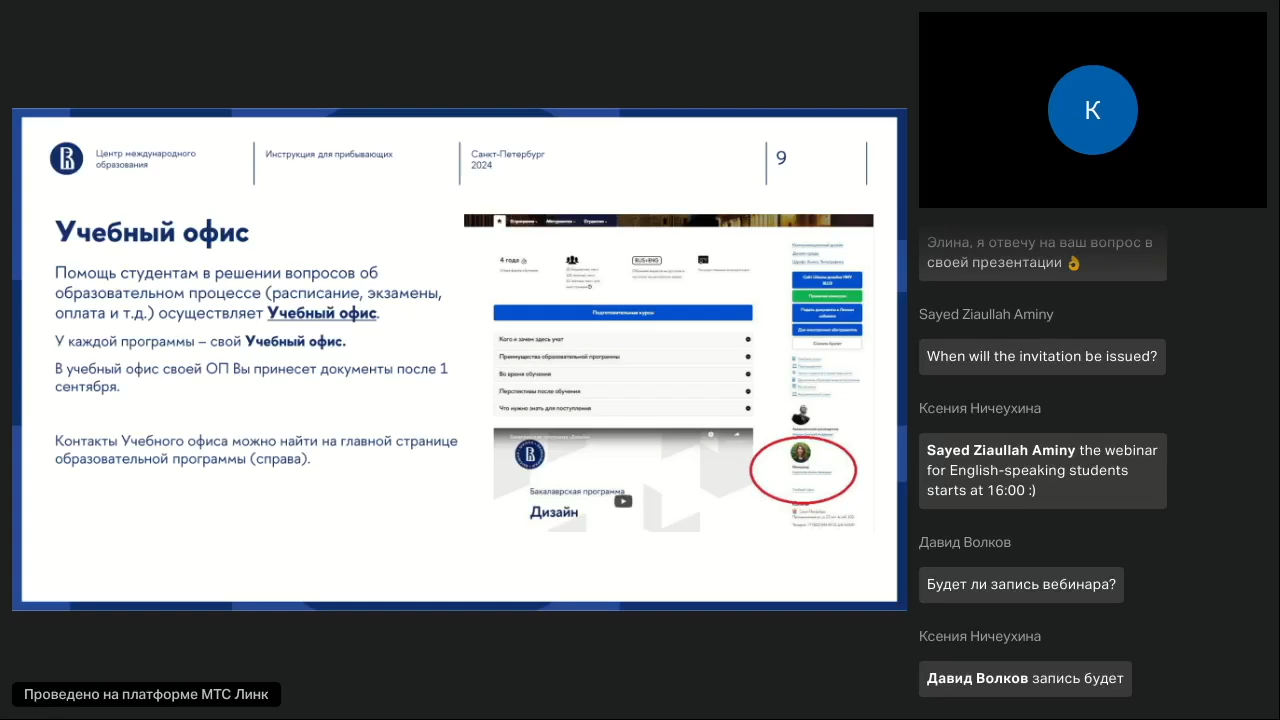 Центр международного
образования
Инструкция для прибывающих
Санкт-Петербург
2024
9
Учебный офис
Помощь студентам в решении вопросов об
образовательном процессе (расписание, экзамены,
оплата и т.д.) осуществляет Учебный офис.
У каждой программы – свой Учебный офис.
В учебный офис своей ОП Вы принесет документы после 1
сентября.
Контакты Учебного офиса можно найти на главной странице
образовательной программы (справа).
4 года
RUS+ENG
Подготовительные курсы
Кого и чему здесь учат
Преимущества образовательной программы
Во время обучения
Перспективы после обучения
Что нужно знать для поступления
Бакалаврская программа
Дизайн
K
Элина, я отвечу на ваш вопрос в
свой презентации 👌
Sayed Ziaullah Aminy
When will the invitation be issued?
Ксения Ничеухина
Sayed Ziaullah Aminy the webinar
for English-speaking students
starts at 16:00 :)
Давид Волков
Будет ли запись вебинара?
Ксения Ничеухина
Давид Волков запись будет
Проведено на платформе МТС Линк